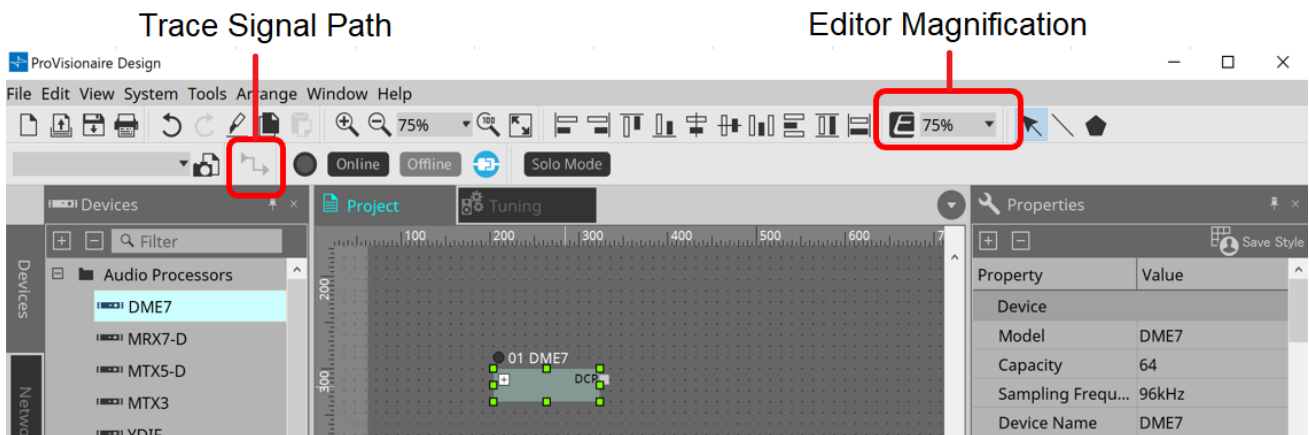 Trace Signal Path
Editor Magnification
ProVisionaire Design
File Edit View System Tools Arrange Window Help
75%
100
75%
Online
Offline
Solo Mode
Devices
Project
Tuning
Properties
Filter
100 200 300 400 500 600 7
Save Style
Devices
Audio Processors
200
Property Value
DME7
Device
MRX7-D
Model DME7
01 DME7
MTX5-D
Capacity 64
DCP
300
MTX3
Sampling Frequ... 96kHz
Netwo
Device Name DME7